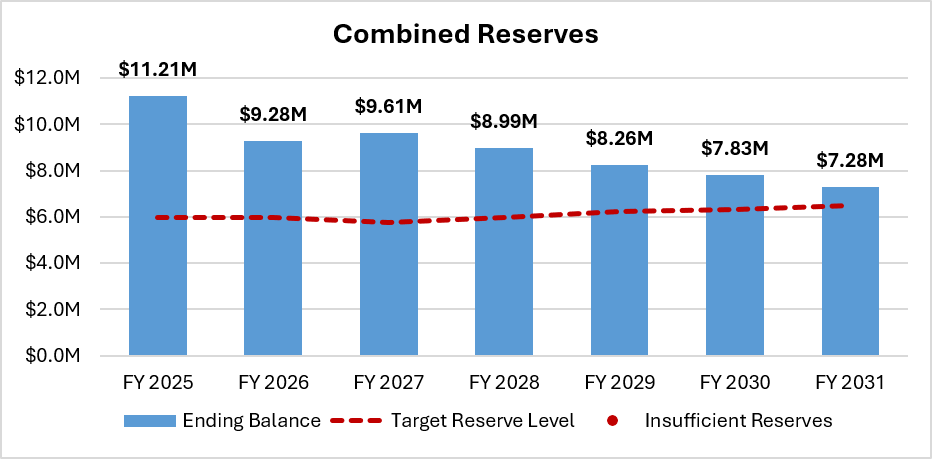 Combined Reserves
$12.0M
$10.0M
$8.0M
$6.0M
$4.0M
$2.0M
$0.0M
$11.21M
$9.28M
$9.61M
$8.99M
$8.26M
$7.83M
$7.28M
FY 2025 FY 2026 FY 2027 FY 2028 FY 2029 FY 2030 FY 2031
Ending Balance Target Reserve Level Insufficient Reserves